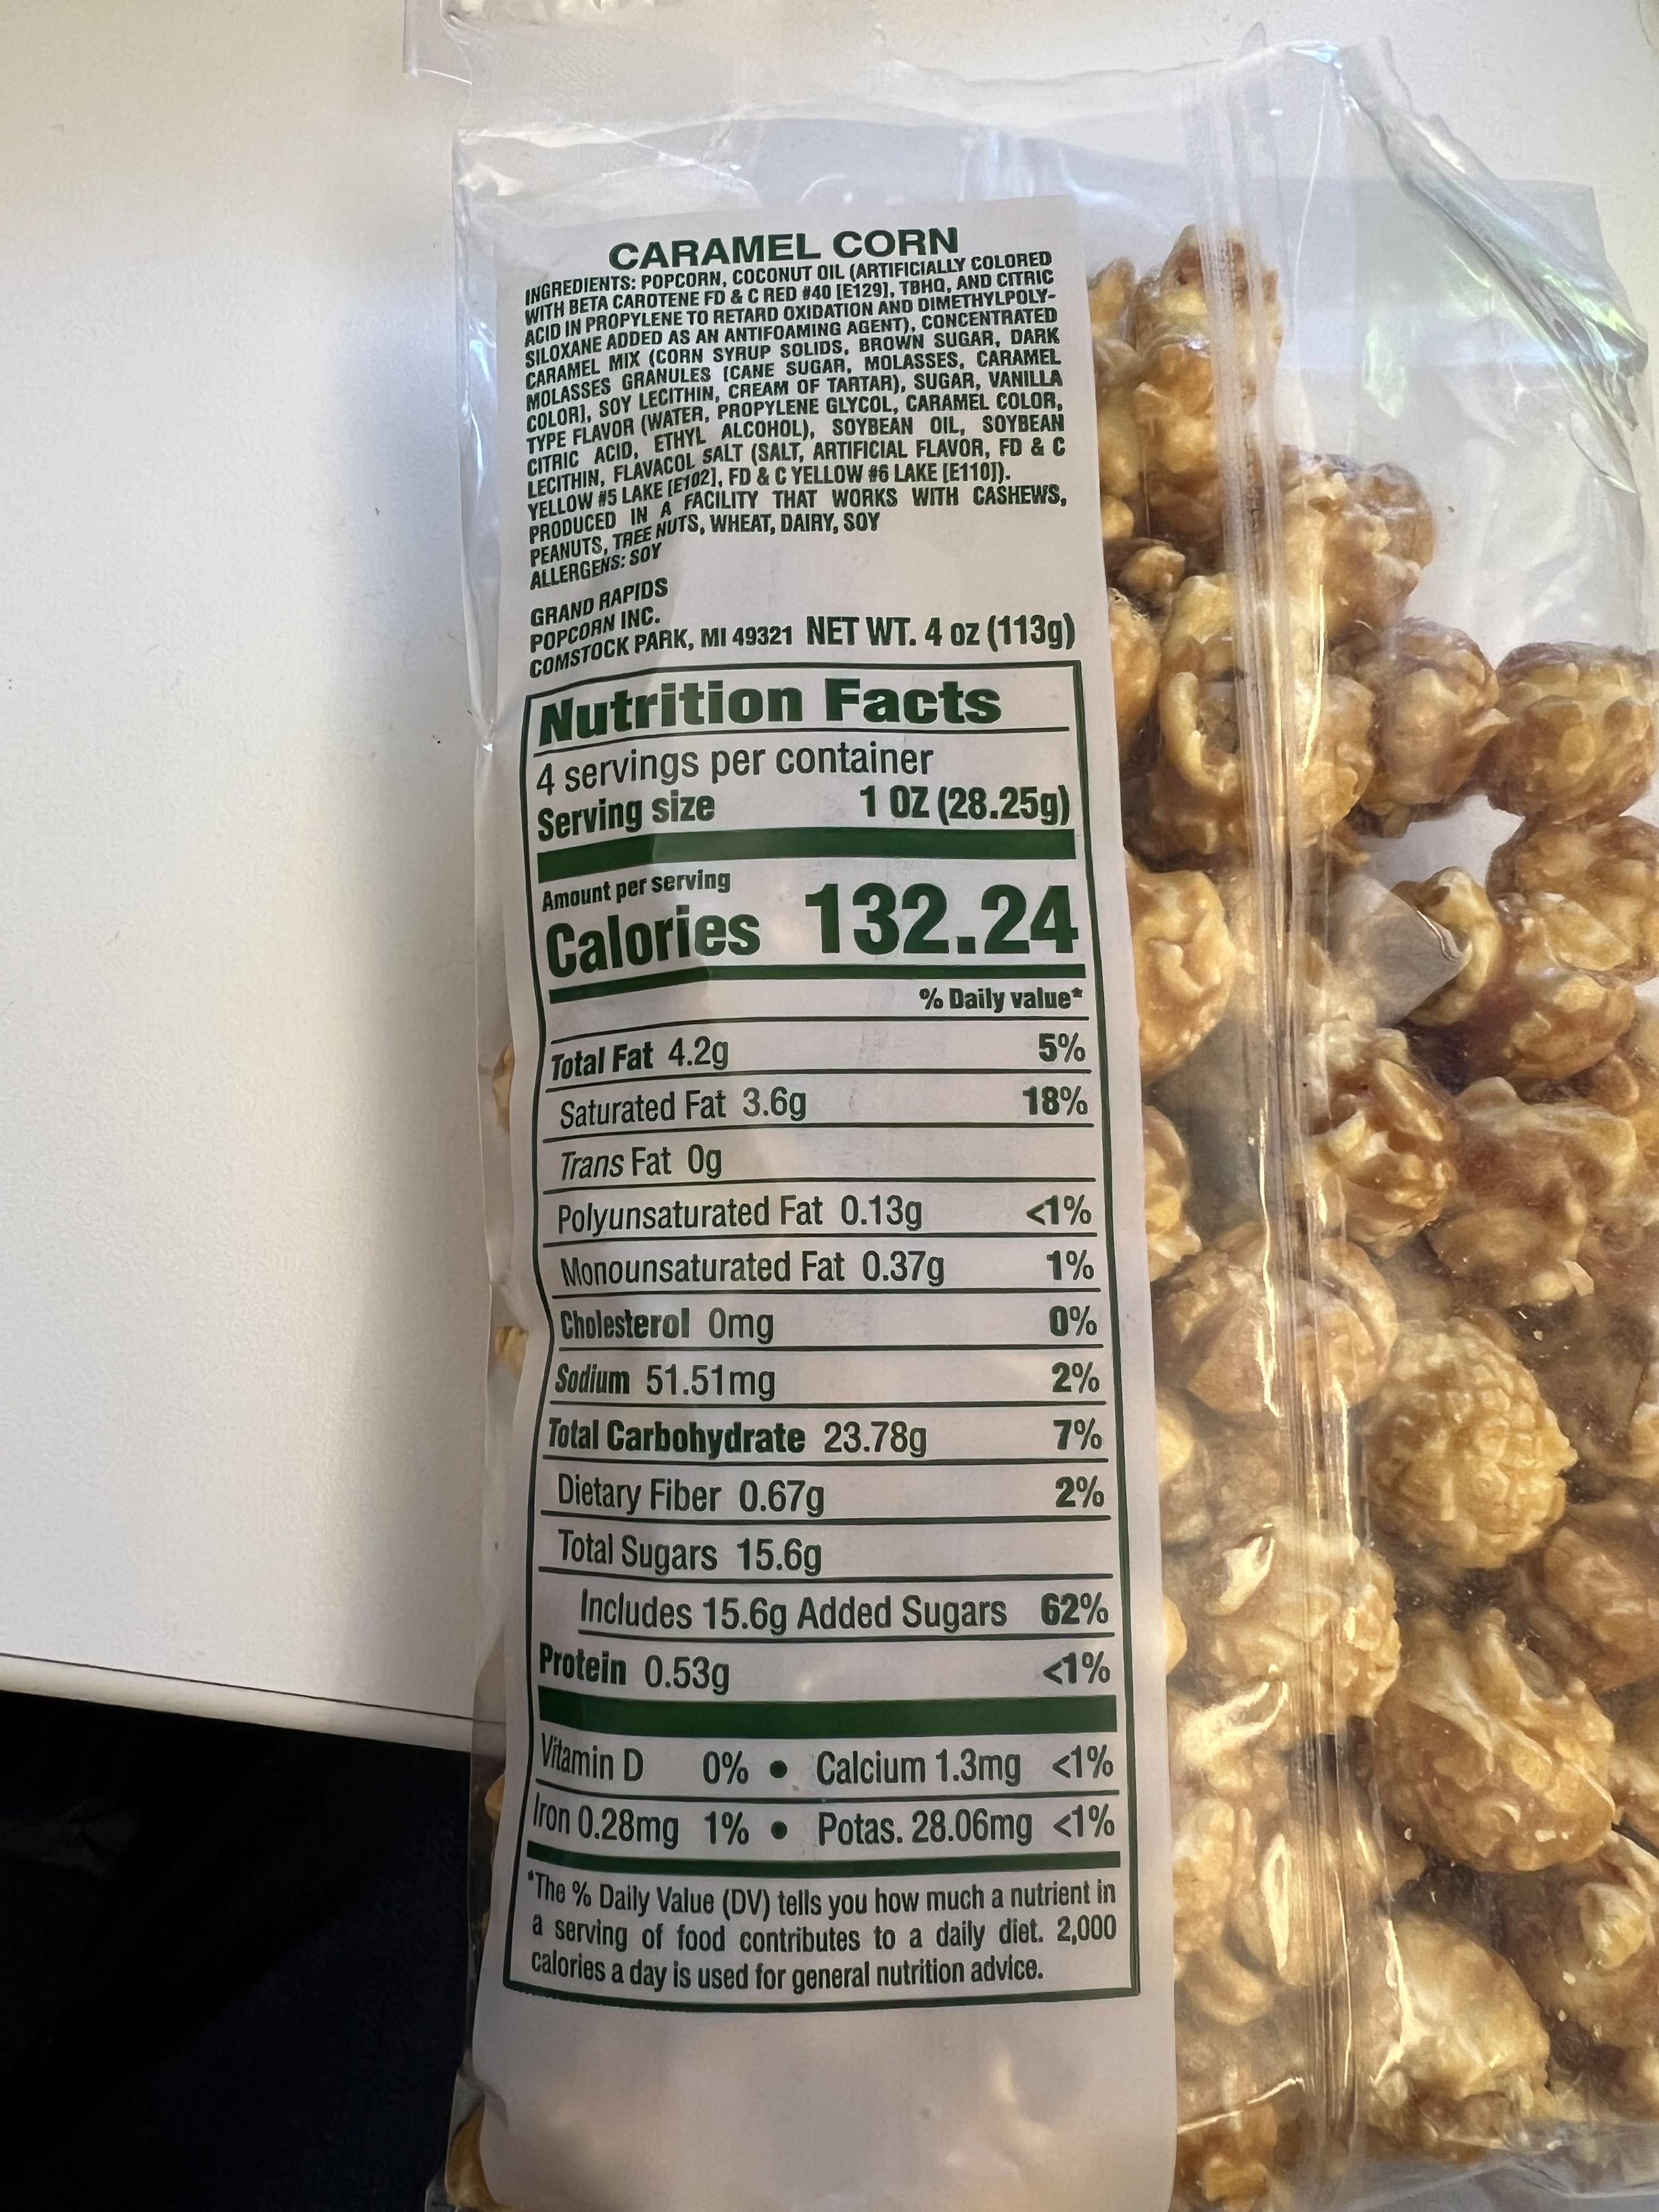 CARAMEL CORN
INGREDIENTS: POPCORN, COCONUT OIL (ARTIFICIALLY COLORED
WITH BETA CAROTENE FD & C RED #40 [E129], TBHQ, AND CITRIC
ACID IN PROPYLENE TO RETARD OXIDATION AND DIMETHYLPOLY-
SILOXANE ADDED AS AN ANTIFOAMING AGENT), CONCENTRATED
CARAMEL MIX (CORN SYRUP SOLIDS, BROWN SUGAR, DARK
MOLASSES GRANULES [CANE SUGAR, MOLASSES, CARAMEL
COLOR], SOY LECITHIN, CREAM OF TARTAR), SUGAR, VANILLA
TYPE FLAVOR (WATER, PROPYLENE GLYCOL, CARAMEL COLOR,
CITRIC ACID, ETHYL ALCOHOL), SOYBEAN OIL, SOYBEAN
LECITHIN, FLAVACOL SALT (SALT, ARTIFICIAL FLAVOR, FD & C
YELLOW #5 LAKE [E102], FD & C YELLOW #6 LAKE [E110]).
PRODUCED IN A FACILITY THAT WORKS WITH CASHEWS,
PEANUTS, TREE NUTS, WHEAT, DAIRY, SOY
ALLERGENS: SOY
GRAND RAPIDS
POPCORN INC.
COMSTOCK PARK, MI 49321 NET WT. 4 oz (113g)
Nutrition Facts
4 servings per container
Serving size 1 OZ (28.25g)
Amount per serving
Calories 132.24
% Daily value*
Total Fat 4.2g 5%
Saturated Fat 3.6g 18%
Trans Fat 0g
Polyunsaturated Fat 0.13g <1%
Monounsaturated Fat 0.37g 1%
Cholesterol 0mg 0%
Sodium 51.51mg 2%
Total Carbohydrate 23.78g 7%
Dietary Fiber 0.67g 2%
Total Sugars 15.6g
Includes 15.6g Added Sugars 62%
Protein 0.53g <1%
Vitamin D 0% • Calcium 1.3mg <1%
Iron 0.28mg 1% • Potas. 28.06mg <1%
*The % Daily Value (DV) tells you how much a nutrient in
a serving of food contributes to a daily diet. 2,000
calories a day is used for general nutrition advice.